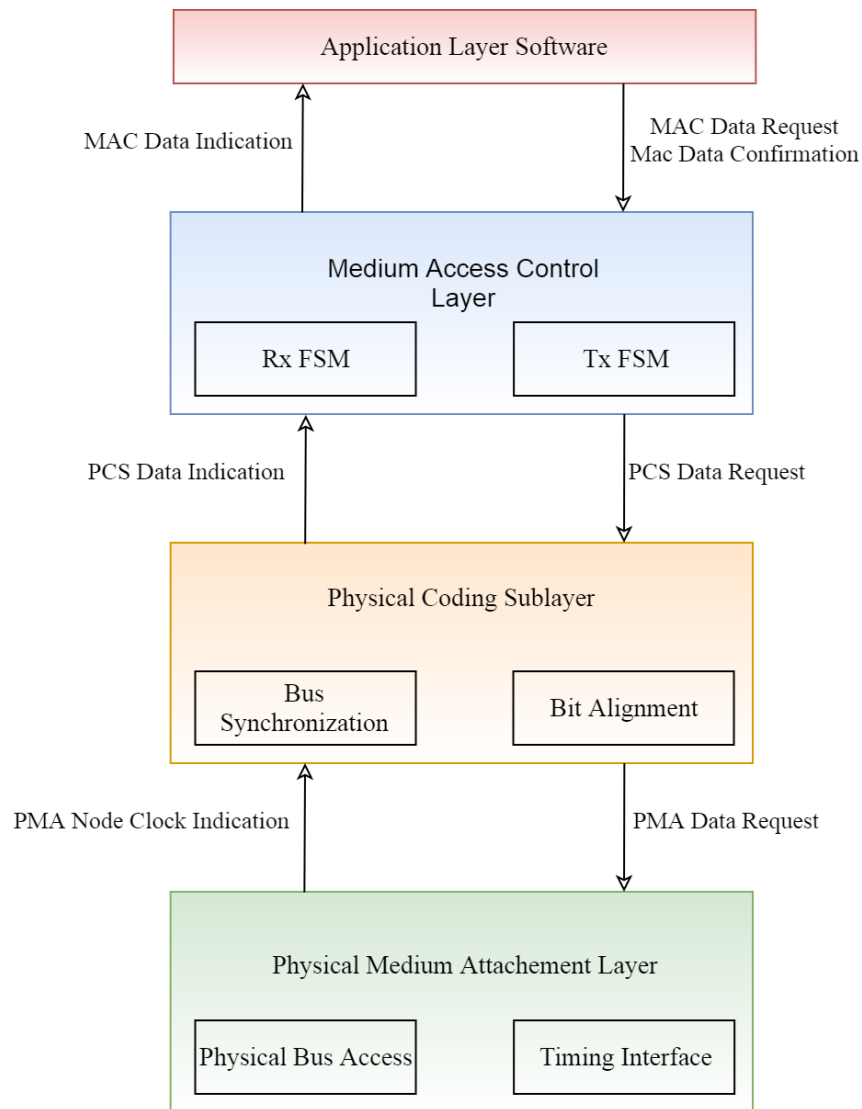 Application Layer Software
MAC Data Indication
MAC Data Request
Mac Data Confirmation
Medium Access Control
Layer
Rx FSM
Tx FSM
PCS Data Indication
PCS Data Request
Physical Coding Sublayer
Bus
Synchronization
Bit Alignment
PMA Node Clock Indication
PMA Data Request
Physical Medium Attachement Layer
Physical Bus Access
Timing Interface